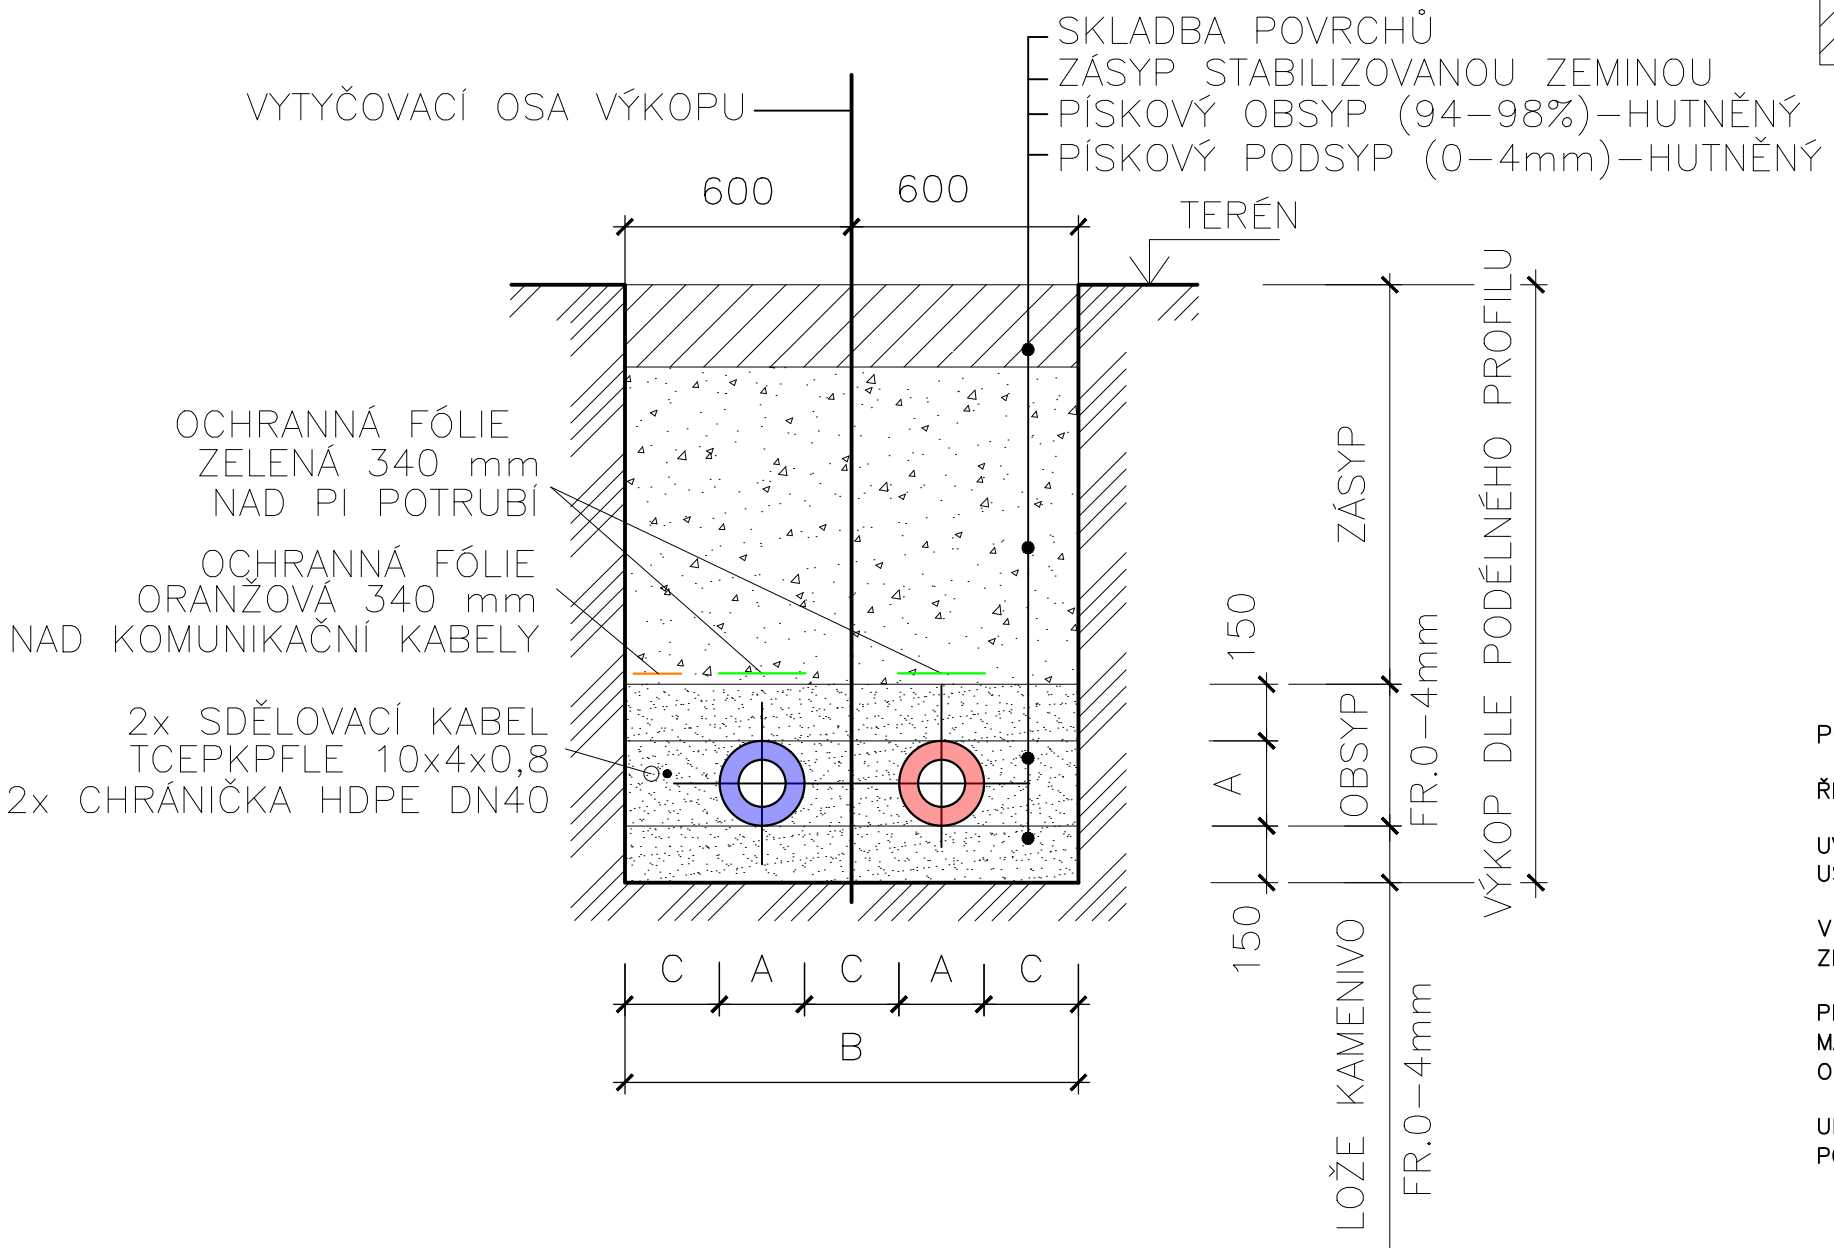 SKLADBA POVRCHŮ
ZÁSYP STABILIZOVANOU ZEMINOU
PÍSKOVÝ OBSYP (94-98%)-HUTNĚNÝ
PÍSKOVÝ PODSYP (0-4mm)-HUTNĚNÝ
VYTYČOVACÍ OSA VÝKOPU
600
600
TERÉN
OCHRANNÁ FÓLIE
ZELENÁ 340 mm
NAD PI POTRUBÍ
OCHRANNÁ FÓLIE
ORANŽOVÁ 340 mm
NAD KOMUNIKAČNÍ KABELY
2x SDĚLOVACÍ KABEL
TCEPKPFLE 10x4x0,8
2x CHRÁNIČKA HDPE DN40
150
A
150
ZÁSYP
OBSYP
FR.0-4mm
LOŽE KAMENIVO
FR.0-4mm
VÝKOP DLE PODÉLNÉHO PROFILU
C A C A C
B